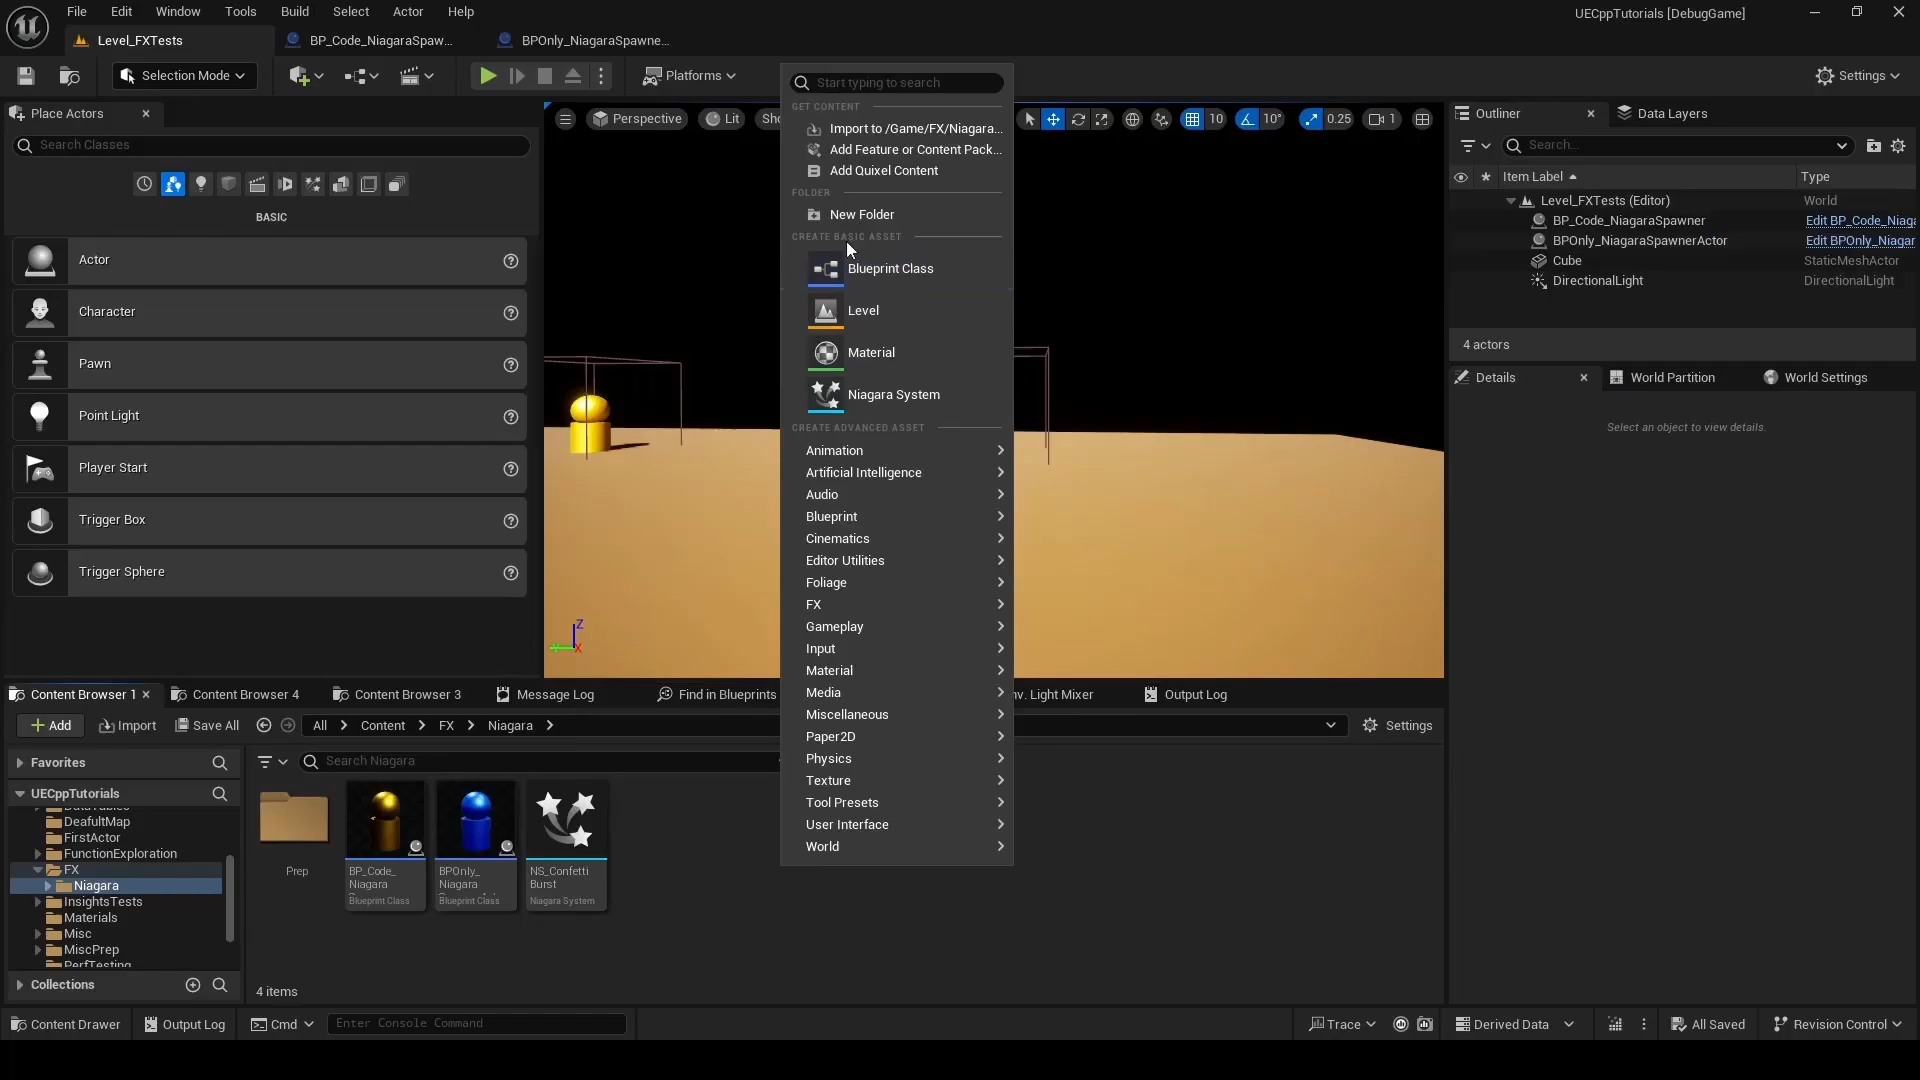 File Edit Window Tools Build Select Actor Help
UECppTutorials [DebugGame]
Level_FXTests
BP_Code_NiagaraSpaw...
BPOnly_NiagaraSpawne...
Selection Mode
Platforms
Settings
Place Actors
Search Classes
BASIC
Actor
Character
Pawn
Point Light
Player Start
Trigger Box
Trigger Sphere
Perspective
Lit
Sho
10
10°
0.25
1
Z
X
Start typing to search
GET CONTENT
Import to /Game/FX/Niagara...
Add Feature or Content Pack...
Add Quixel Content
FOLDER
New Folder
CREATE BASIC ASSET
Blueprint Class
Level
Material
Niagara System
CREATE ADVANCED ASSET
Animation
Artificial Intelligence
Audio
Blueprint
Cinematics
Editor Utilities
Foliage
FX
Gameplay
Input
Material
Media
Miscellaneous
Paper2D
Physics
Texture
Tool Presets
User Interface
World
Outliner
Data Layers
Search...
Item Label
Type
Level_FXTests (Editor)
World
BP_Code_NiagaraSpawner
Edit BP_Code_Niaga
BPOnly_NiagaraSpawnerActor
Edit BPOnly_Niagar
Cube
StaticMeshActor
DirectionalLight
DirectionalLight
4 actors
Details
World Partition
World Settings
Select an object to view details.
Content Browser 1
Content Browser 4
Content Browser 3
Message Log
Find in Blueprints
nv. Light Mixer
Output Log
Add
Import
Save All
All
Content
FX
Niagara
Settings
Favorites
Search Niagara
UECppTutorials
DataTables
DeafultMap
FirstActor
FunctionExploration
FX
Niagara
InsightsTests
Materials
Misc
MiscPrep
PerfTesting
Collections
Prep
BP_Code_
Niagara
Blueprint Class
BPOnly_
Niagara
Blueprint Class
NS_Confetti
Burst
Niagara System
4 items
Content Drawer
Output Log
Cmd
Enter Console Command
Trace
Derived Data
All Saved
Revision Control